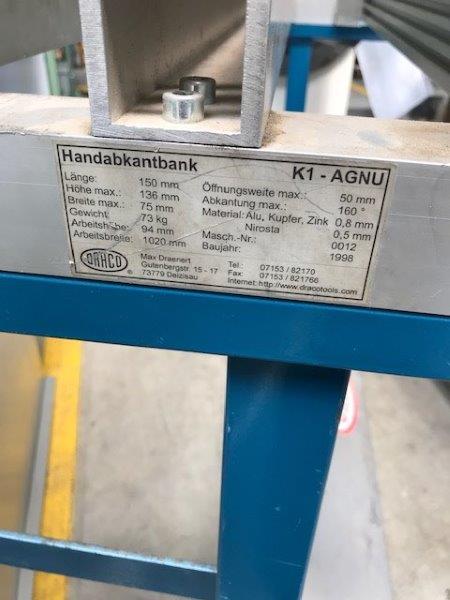 Handabkantbank K1 - AGNU
Länge: 150 mm Öffnungsweite max.: 50 mm
Höhe max.: 136 mm Abkantung max.: 160 °
Breite max.: 75 mm Material: Alu, Kupfer, Zink 0,8 mm
Gewicht: 73 kg Nirosta 0,5 mm
Arbeitshöhe: 94 mm Masch.-Nr.: 0012
Arbeitsbreite: 1020 mm Baujahr: 1998
DRACO
Max Draenert Tel.: 07153 / 82170
Gutenbergstr. 15 - 17 Fax: 07153 / 821766
73779 Deizisau Internet: http://www.dracotools.com